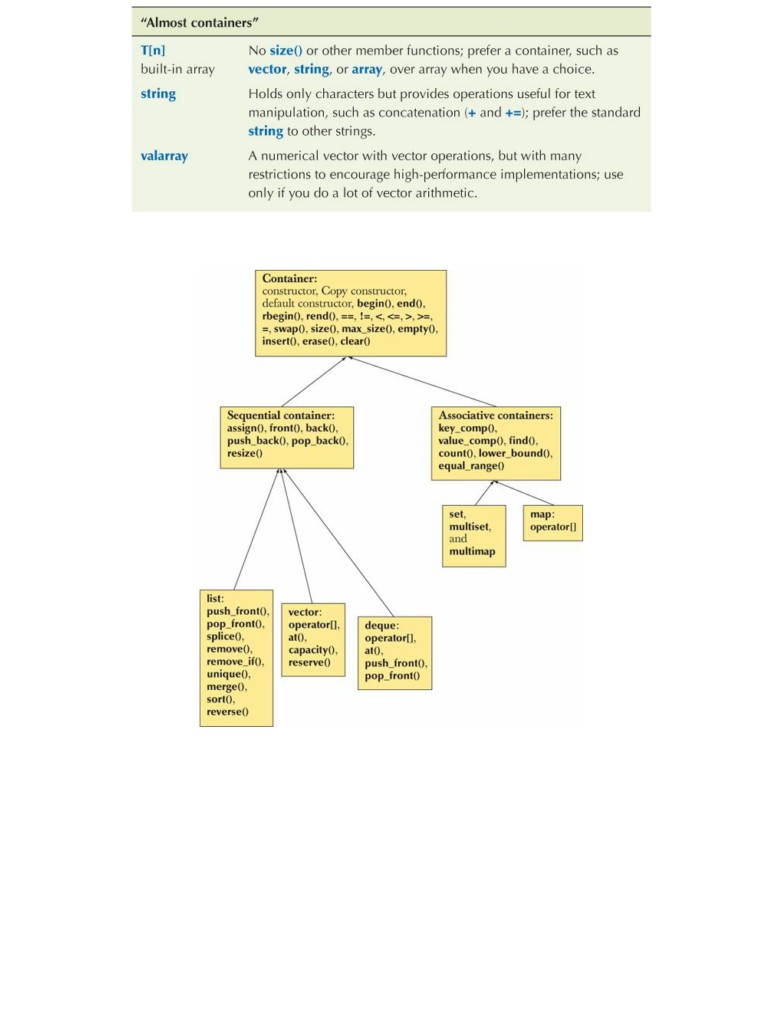 “Almost containers”
T[n] No size() or other member functions; prefer a container, such as
built-in array vector, string, or array, over array when you have a choice.
string Holds only characters but provides operations useful for text
manipulation, such as concatenation (+ and +=); prefer the standard
string to other strings.
valarray A numerical vector with vector operations, but with many
restrictions to encourage high-performance implementations; use
only if you do a lot of vector arithmetic.
Container:
constructor, Copy constructor,
default constructor, begin(), end(),
rbegin(), rend(), ==, !=, <, <=, >, >=,
=, swap(), size(), max_size(), empty(),
insert(), erase(), clear()
Sequential container:
assign(), front(), back(),
push_back(), pop_back(),
resize()
Associative containers:
key_comp(),
value_comp(), find(),
count(), lower_bound(),
equal_range()
set,
multiset,
and
multimap
map:
operator[]
list:
push_front(),
pop_front(),
splice(),
remove(),
remove_if(),
unique(),
merge(),
sort(),
reverse()
vector:
operator[],
at(),
capacity(),
reserve()
deque:
operator[],
at(),
push_front(),
pop_front()